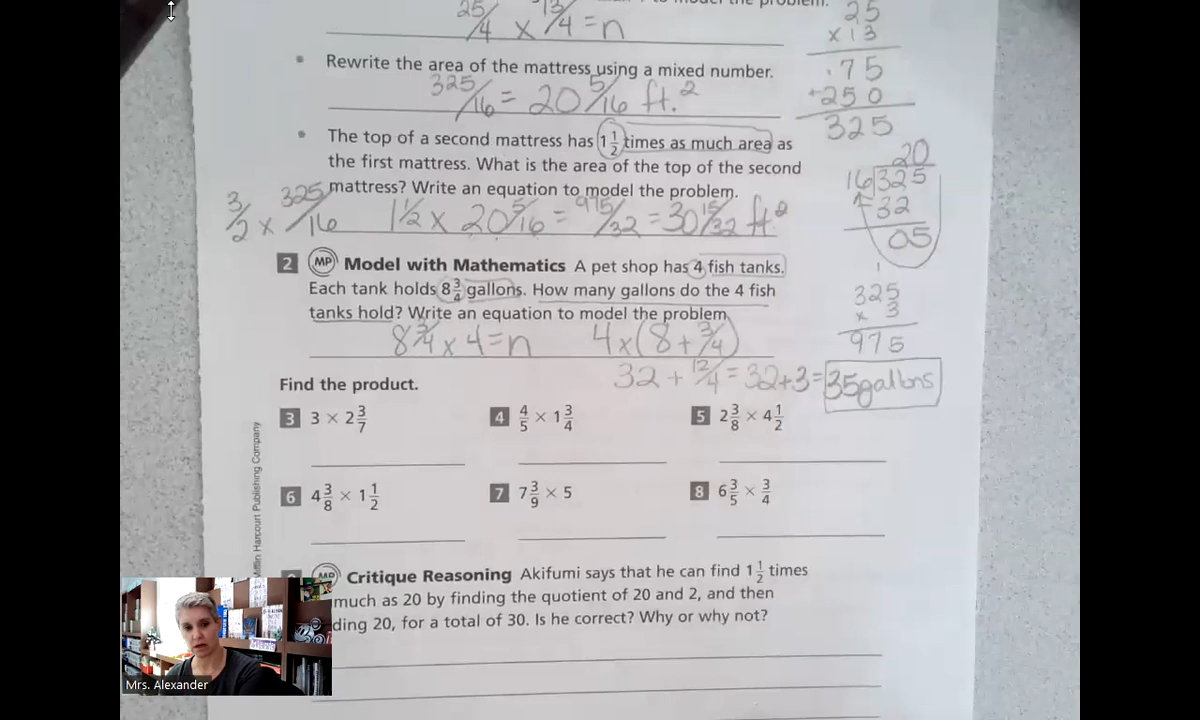 to model the problem.
25/4 x 13/4 = n
25
x 13
• Rewrite the area of the mattress using a mixed number.
75
325/16 = 20 5/16 ft.²
+250
325
• The top of a second mattress has 1 1/2 times as much area as
the first mattress. What is the area of the top of the second
mattress? Write an equation to model the problem.
20
16 325
32
05
3/2 x 325/16 1 1/2 x 20 5/16 = 975/32 = 30 15/32 ft²
2 MP Model with Mathematics A pet shop has 4 fish tanks.
Each tank holds 8 3/4 gallons. How many gallons do the 4 fish
tanks hold? Write an equation to model the problem.
1
325
x 3
975
8 3/4 x 4 = n 4 x (8 + 3/4)
32 + 12/4 = 32+3 = 35 gallons
Find the product.
3 3 × 2 3/7 4 4/5 × 1 3/4 5 2 3/8 × 4 1/2
6 4 3/8 × 1 1/2 7 7 3/9 × 5 8 6 3/5 × 3/4
MP Critique Reasoning Akifumi says that he can find 1 1/2 times
much as 20 by finding the quotient of 20 and 2, and then
ding 20, for a total of 30. Is he correct? Why or why not?
Mifflin Harcourt Publishing Company
Mrs. Alexander